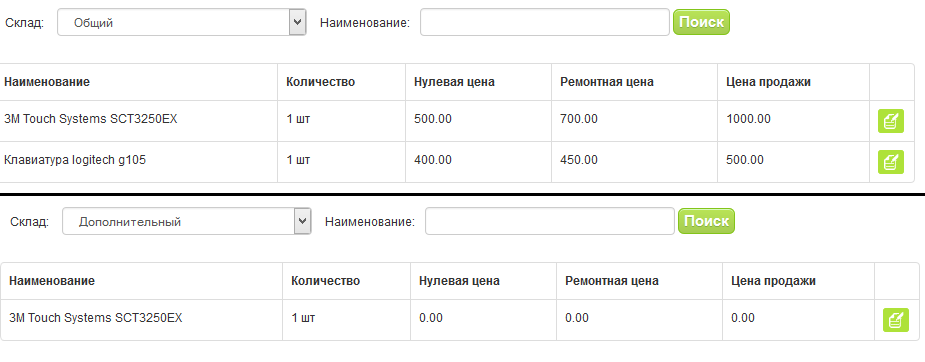 Склад: Общий Наименование: Поиск
Наименование Количество Нулевая цена Ремонтная цена Цена продажи
3M Touch Systems SCT3250EX 1 шт 500.00 700.00 1000.00
Клавиатура logitech g105 1 шт 400.00 450.00 500.00
Склад: Дополнительный Наименование: Поиск
Наименование Количество Нулевая цена Ремонтная цена Цена продажи
3M Touch Systems SCT3250EX 1 шт 0.00 0.00 0.00